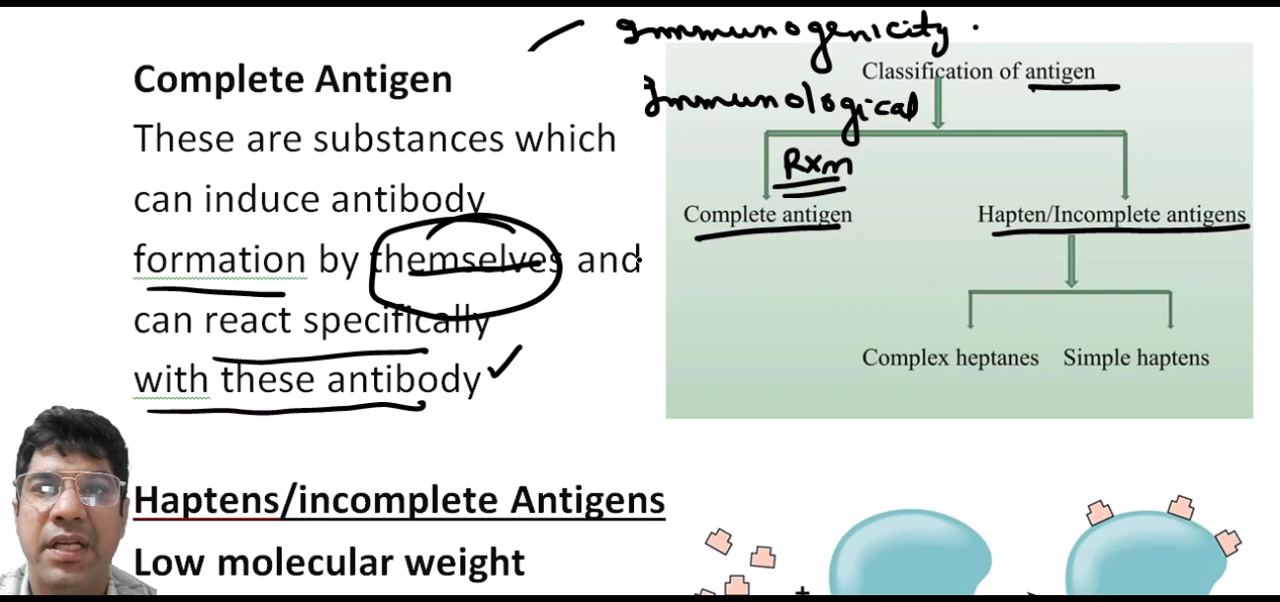 Immunogenicity.
Immunological
Rxn
Complete Antigen
These are substances which
can induce antibody
formation by themselves and
can react specifically
with these antibody
Haptens/incomplete Antigens
Low molecular weight
Classification of antigen
Complete antigen
Hapten/Incomplete antigens
Complex heptanes
Simple haptens
+